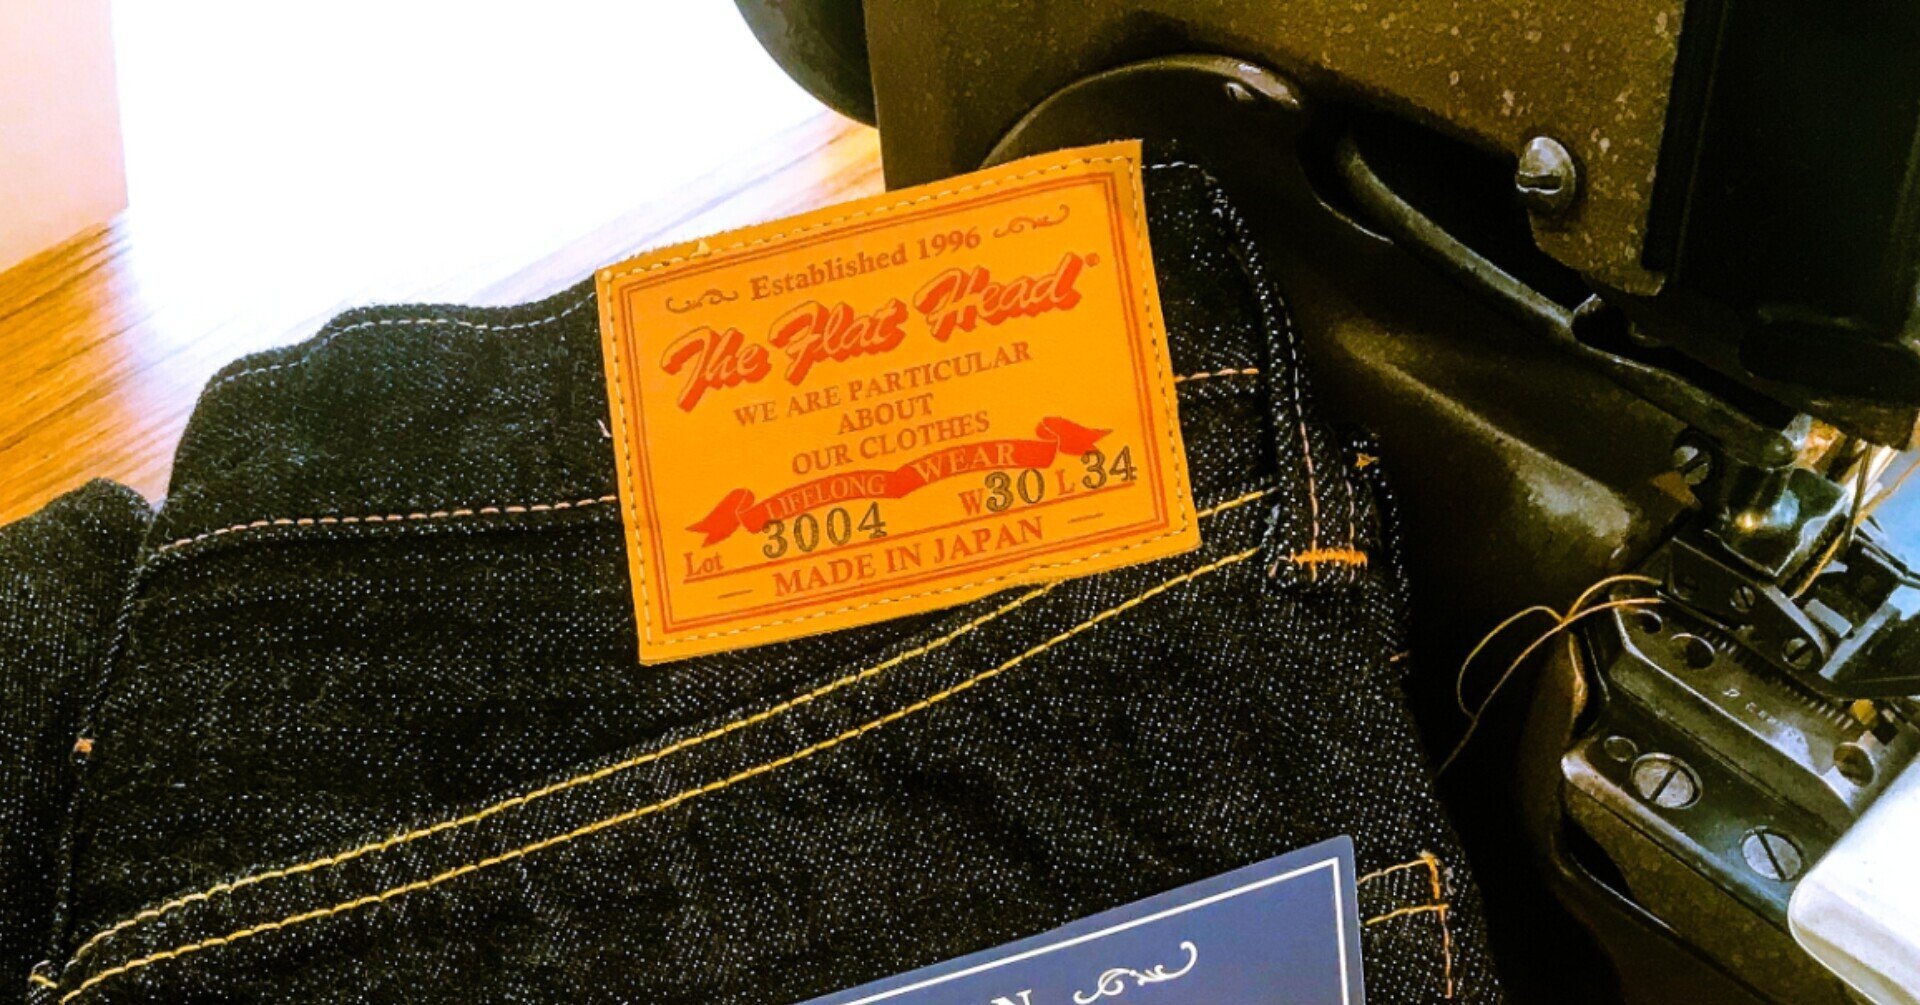 Established 1996
The Flat Head®
WE ARE PARTICULAR
ABOUT
OUR CLOTHES
LIFELONG WEAR
Lot 3004 W30 L34
MADE IN JAPAN